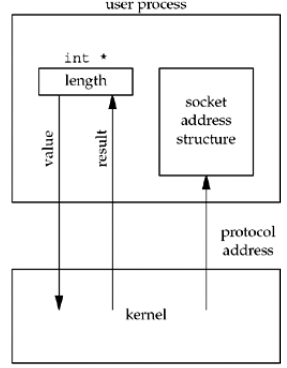 user process
int *
length
socket
address
structure
value
result
protocol
address
kernel